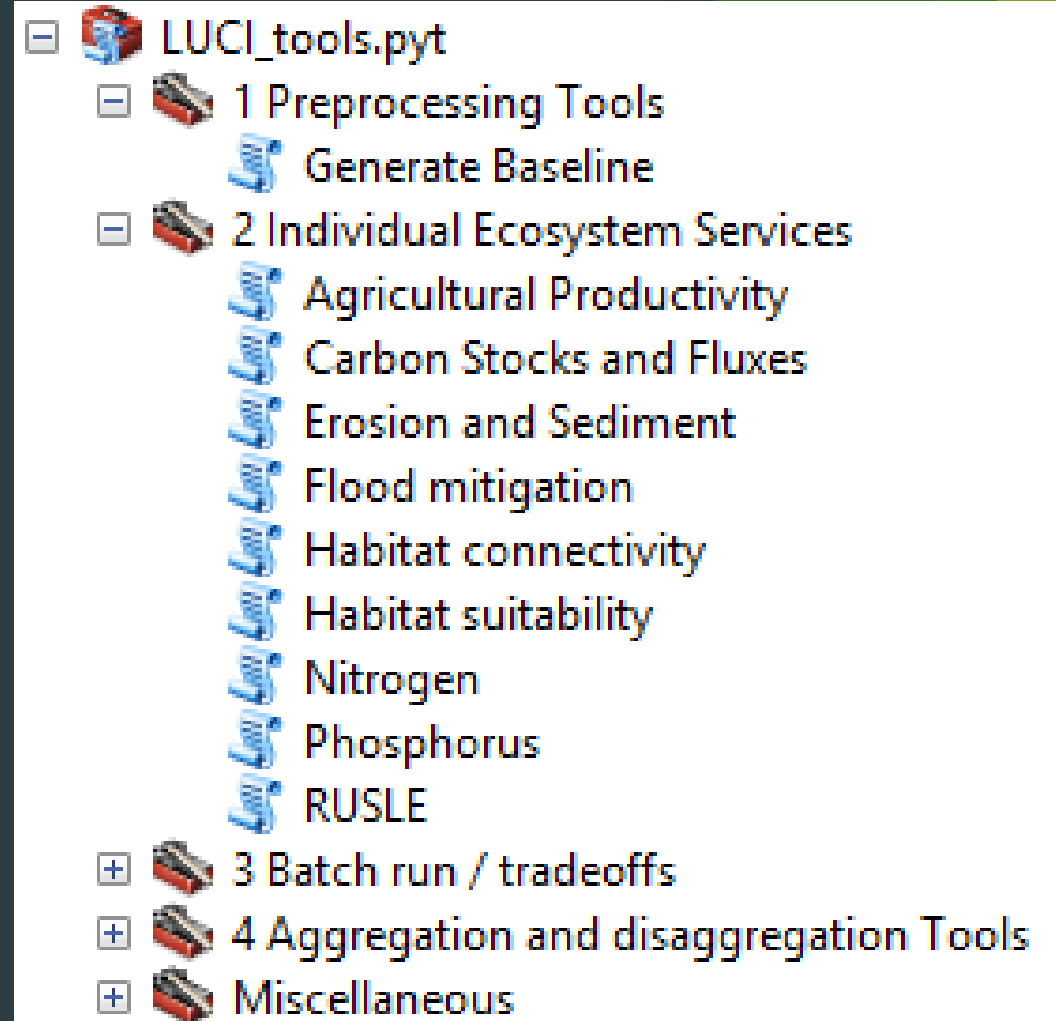 LUCI_tools.pyt
1 Preprocessing Tools
Generate Baseline
2 Individual Ecosystem Services
Agricultural Productivity
Carbon Stocks and Fluxes
Erosion and Sediment
Flood mitigation
Habitat connectivity
Habitat suitability
Nitrogen
Phosphorus
RUSLE
3 Batch run / tradeoffs
4 Aggregation and disaggregation Tools
Miscellaneous